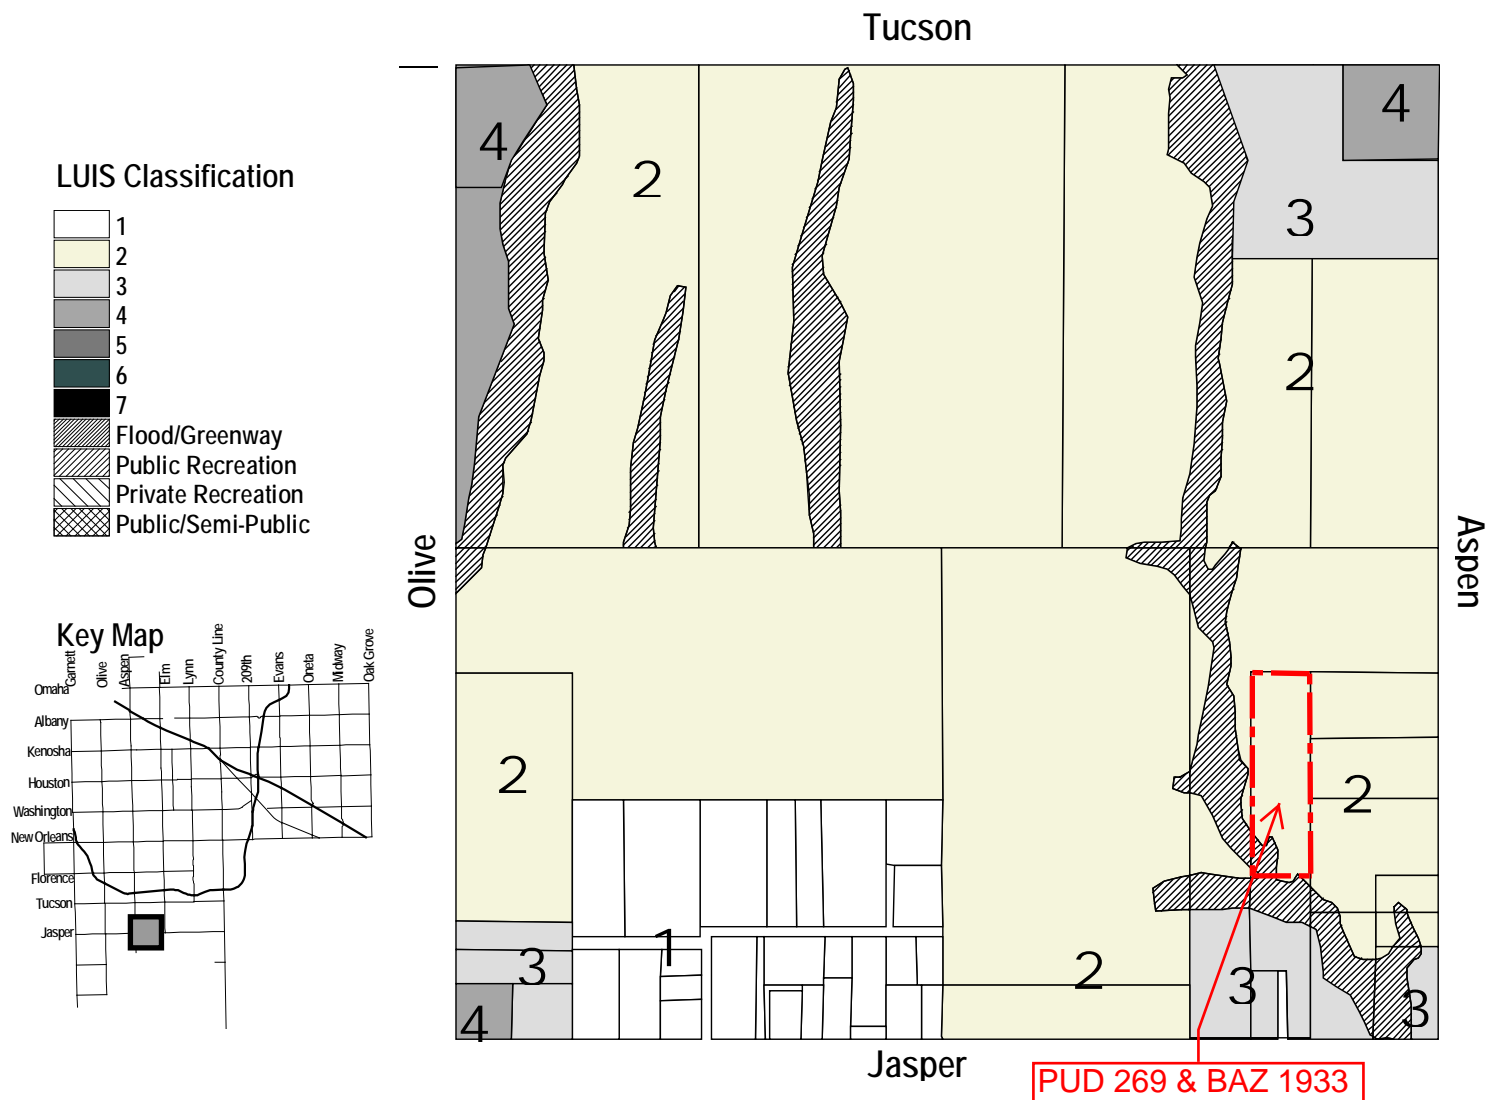 Tucson
LUIS Classification
1
2
3
4
5
6
7
Flood/Greenway
Public Recreation
Private Recreation
Public/Semi-Public
Key Map
Garnett
Olive
Aspen
Elm
Lynn
County Line
209th
Evans
Oneta
Midway
Oak Grove
Omaha
Albany
Kenosha
Houston
Washington
New Orleans
Florence
Tucson
Jasper
Olive
Aspen
4
2
4
3
2
2
2
1
3
4
2
3
3
Jasper
PUD 269 & BAZ 1933